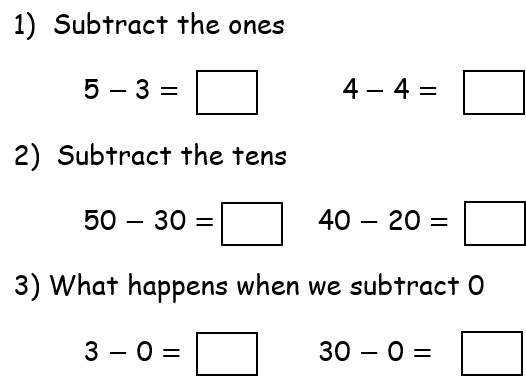 1) Subtract the ones
5 – 3 = 4 – 4 =
2) Subtract the tens
50 – 30 = 40 – 20 =
3) What happens when we subtract 0
3 – 0 = 30 – 0 =